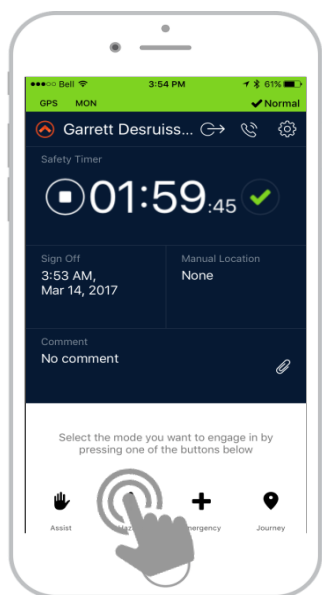 Bell 3:54 PM 61%
GPS MON Normal
Garrett Desruiss...
Safety Timer
01:59:45
Sign Off Manual Location
3:53 AM, None
Mar 14, 2017
Comment
No comment
Select the mode you want to engage in by
pressing one of the buttons below
Assist Journey